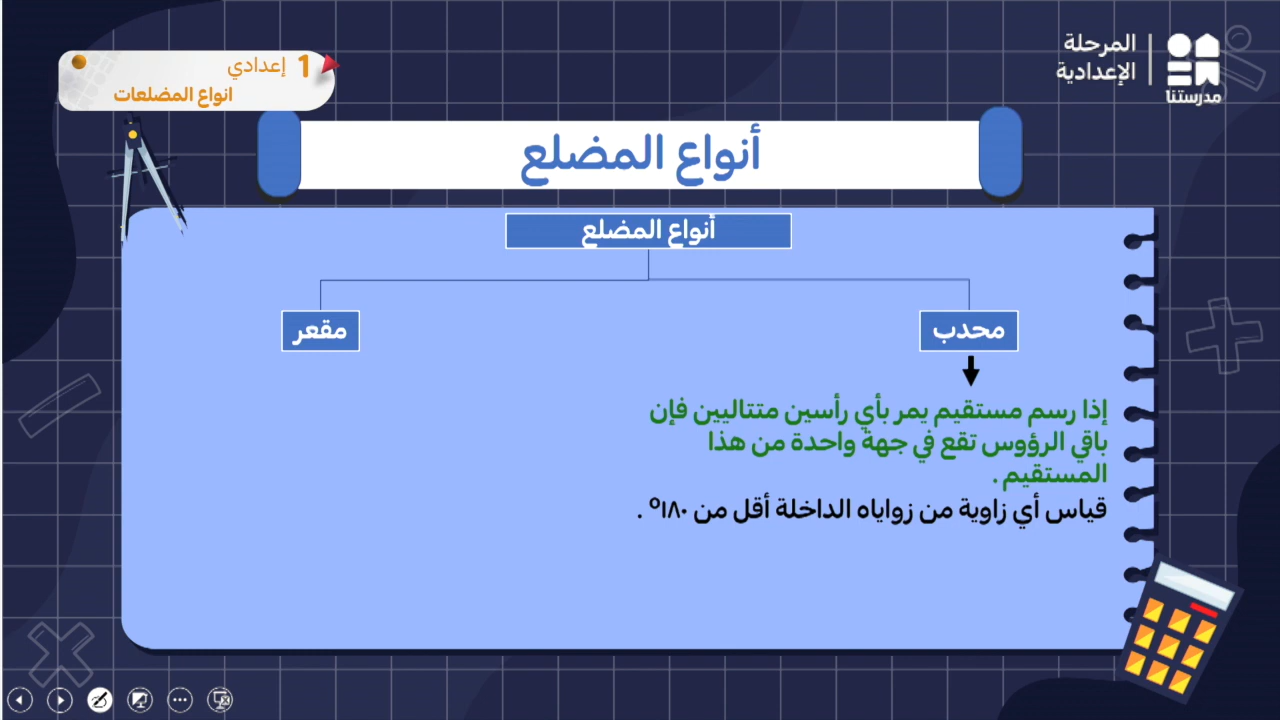 المرحلة
الإعدادية
مدرستنا
1 إعدادي
انواع المضلعات
أنواع المضلع
أنواع المضلع
محدب
مقعر
إذا رسم مستقيم يمر بأي رأسين متتاليين فإن
باقي الرؤوس تقع في جهة واحدة من هذا
المستقيم .
قياس أي زاوية من زواياه الداخلة أقل من ١٨٠° .